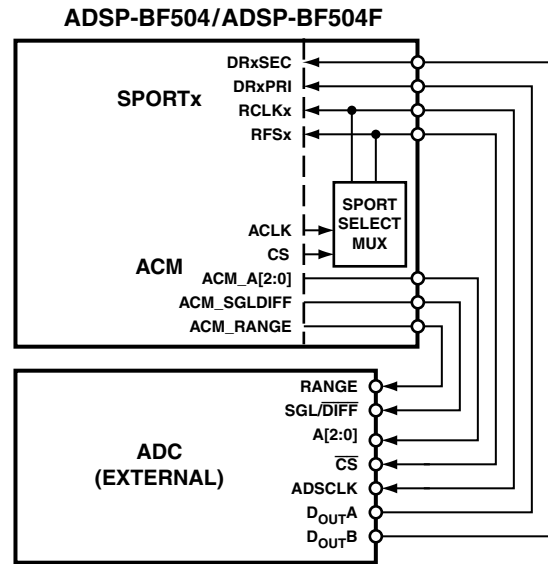 ADSP-BF504/ADSP-BF504F
DRxSEC
DRxPRI
SPORTx
RCLKx
RFSx
SPORT
SELECT
MUX
ACLK
CS
ACM
ACM_A[2:0]
ACM_SGLDIFF
ACM_RANGE
RANGE
SGL/DIFF
A[2:0]
ADC
(EXTERNAL)
CS
ADSCLK
DOUTA
DOUTB